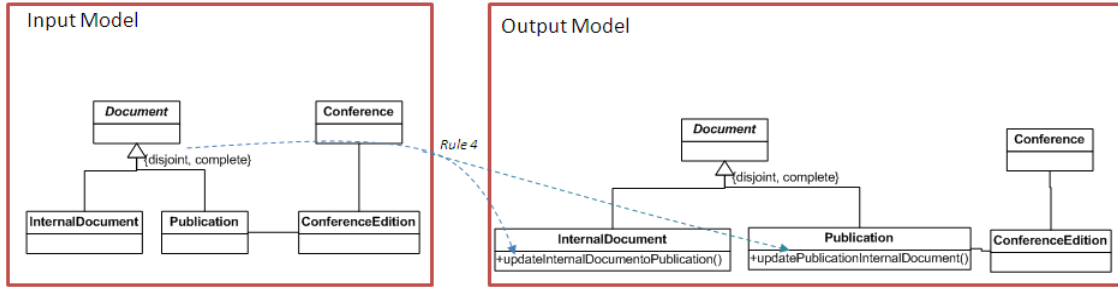 Input Model
Document
Conference
{disjoint, complete}
InternalDocument
Publication
ConferenceEdition
Rule 4
Output Model
Document
Conference
{disjoint, complete}
InternalDocument
+updateInternalDocumentoPublication()
Publication
+updatePublicationInternalDocument()
ConferenceEdition